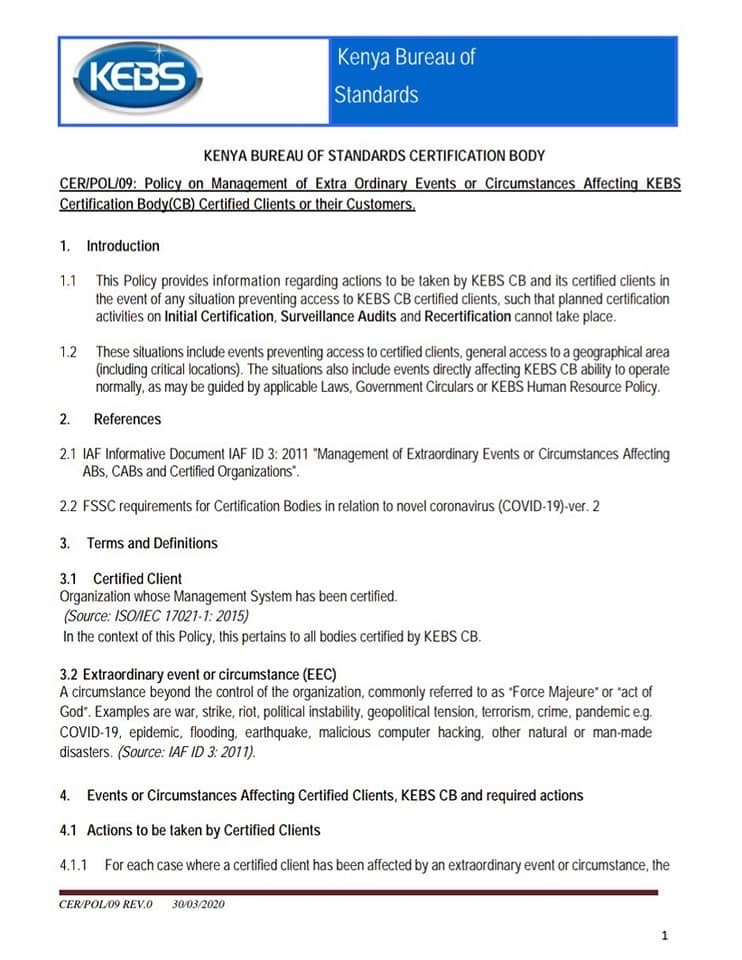 KEBS
Kenya Bureau of
Standards
KENYA BUREAU OF STANDARDS CERTIFICATION BODY
CER/POL/09: Policy on Management of Extra Ordinary Events or Circumstances Affecting KEBS
Certification Body(CB) Certified Clients or their Customers.
1. Introduction
1.1 This Policy provides information regarding actions to be taken by KEBS CB and its certified clients in
the event of any situation preventing access to KEBS CB certified clients, such that planned certification
activities on Initial Certification, Surveillance Audits and Recertification cannot take place.
1.2 These situations include events preventing access to certified clients, general access to a geographical area
(including critical locations). The situations also include events directly affecting KEBS CB ability to operate
normally, as may be guided by applicable Laws, Government Circulars or KEBS Human Resource Policy.
2. References
2.1 IAF Informative Document IAF ID 3: 2011 "Management of Extraordinary Events or Circumstances Affecting
ABs, CABs and Certified Organizations".
2.2 FSSC requirements for Certification Bodies in relation to novel coronavirus (COVID-19)-ver. 2
3. Terms and Definitions
3.1 Certified Client
Organization whose Management System has been certified.
(Source: ISO/IEC 17021-1: 2015)
In the context of this Policy, this pertains to all bodies certified by KEBS CB.
3.2 Extraordinary event or circumstance (EEC)
A circumstance beyond the control of the organization, commonly referred to as "Force Majeure" or "act of
God". Examples are war, strike, riot, political instability, geopolitical tension, terrorism, crime, pandemic e.g.
COVID-19, epidemic, flooding, earthquake, malicious computer hacking, other natural or man-made
disasters. (Source: IAF ID 3: 2011).
4. Events or Circumstances Affecting Certified Clients, KEBS CB and required actions
4.1 Actions to be taken by Certified Clients
4.1.1 For each case where a certified client has been affected by an extraordinary event or circumstance, the
CER/POL/09 REV.0 30/03/2020
1